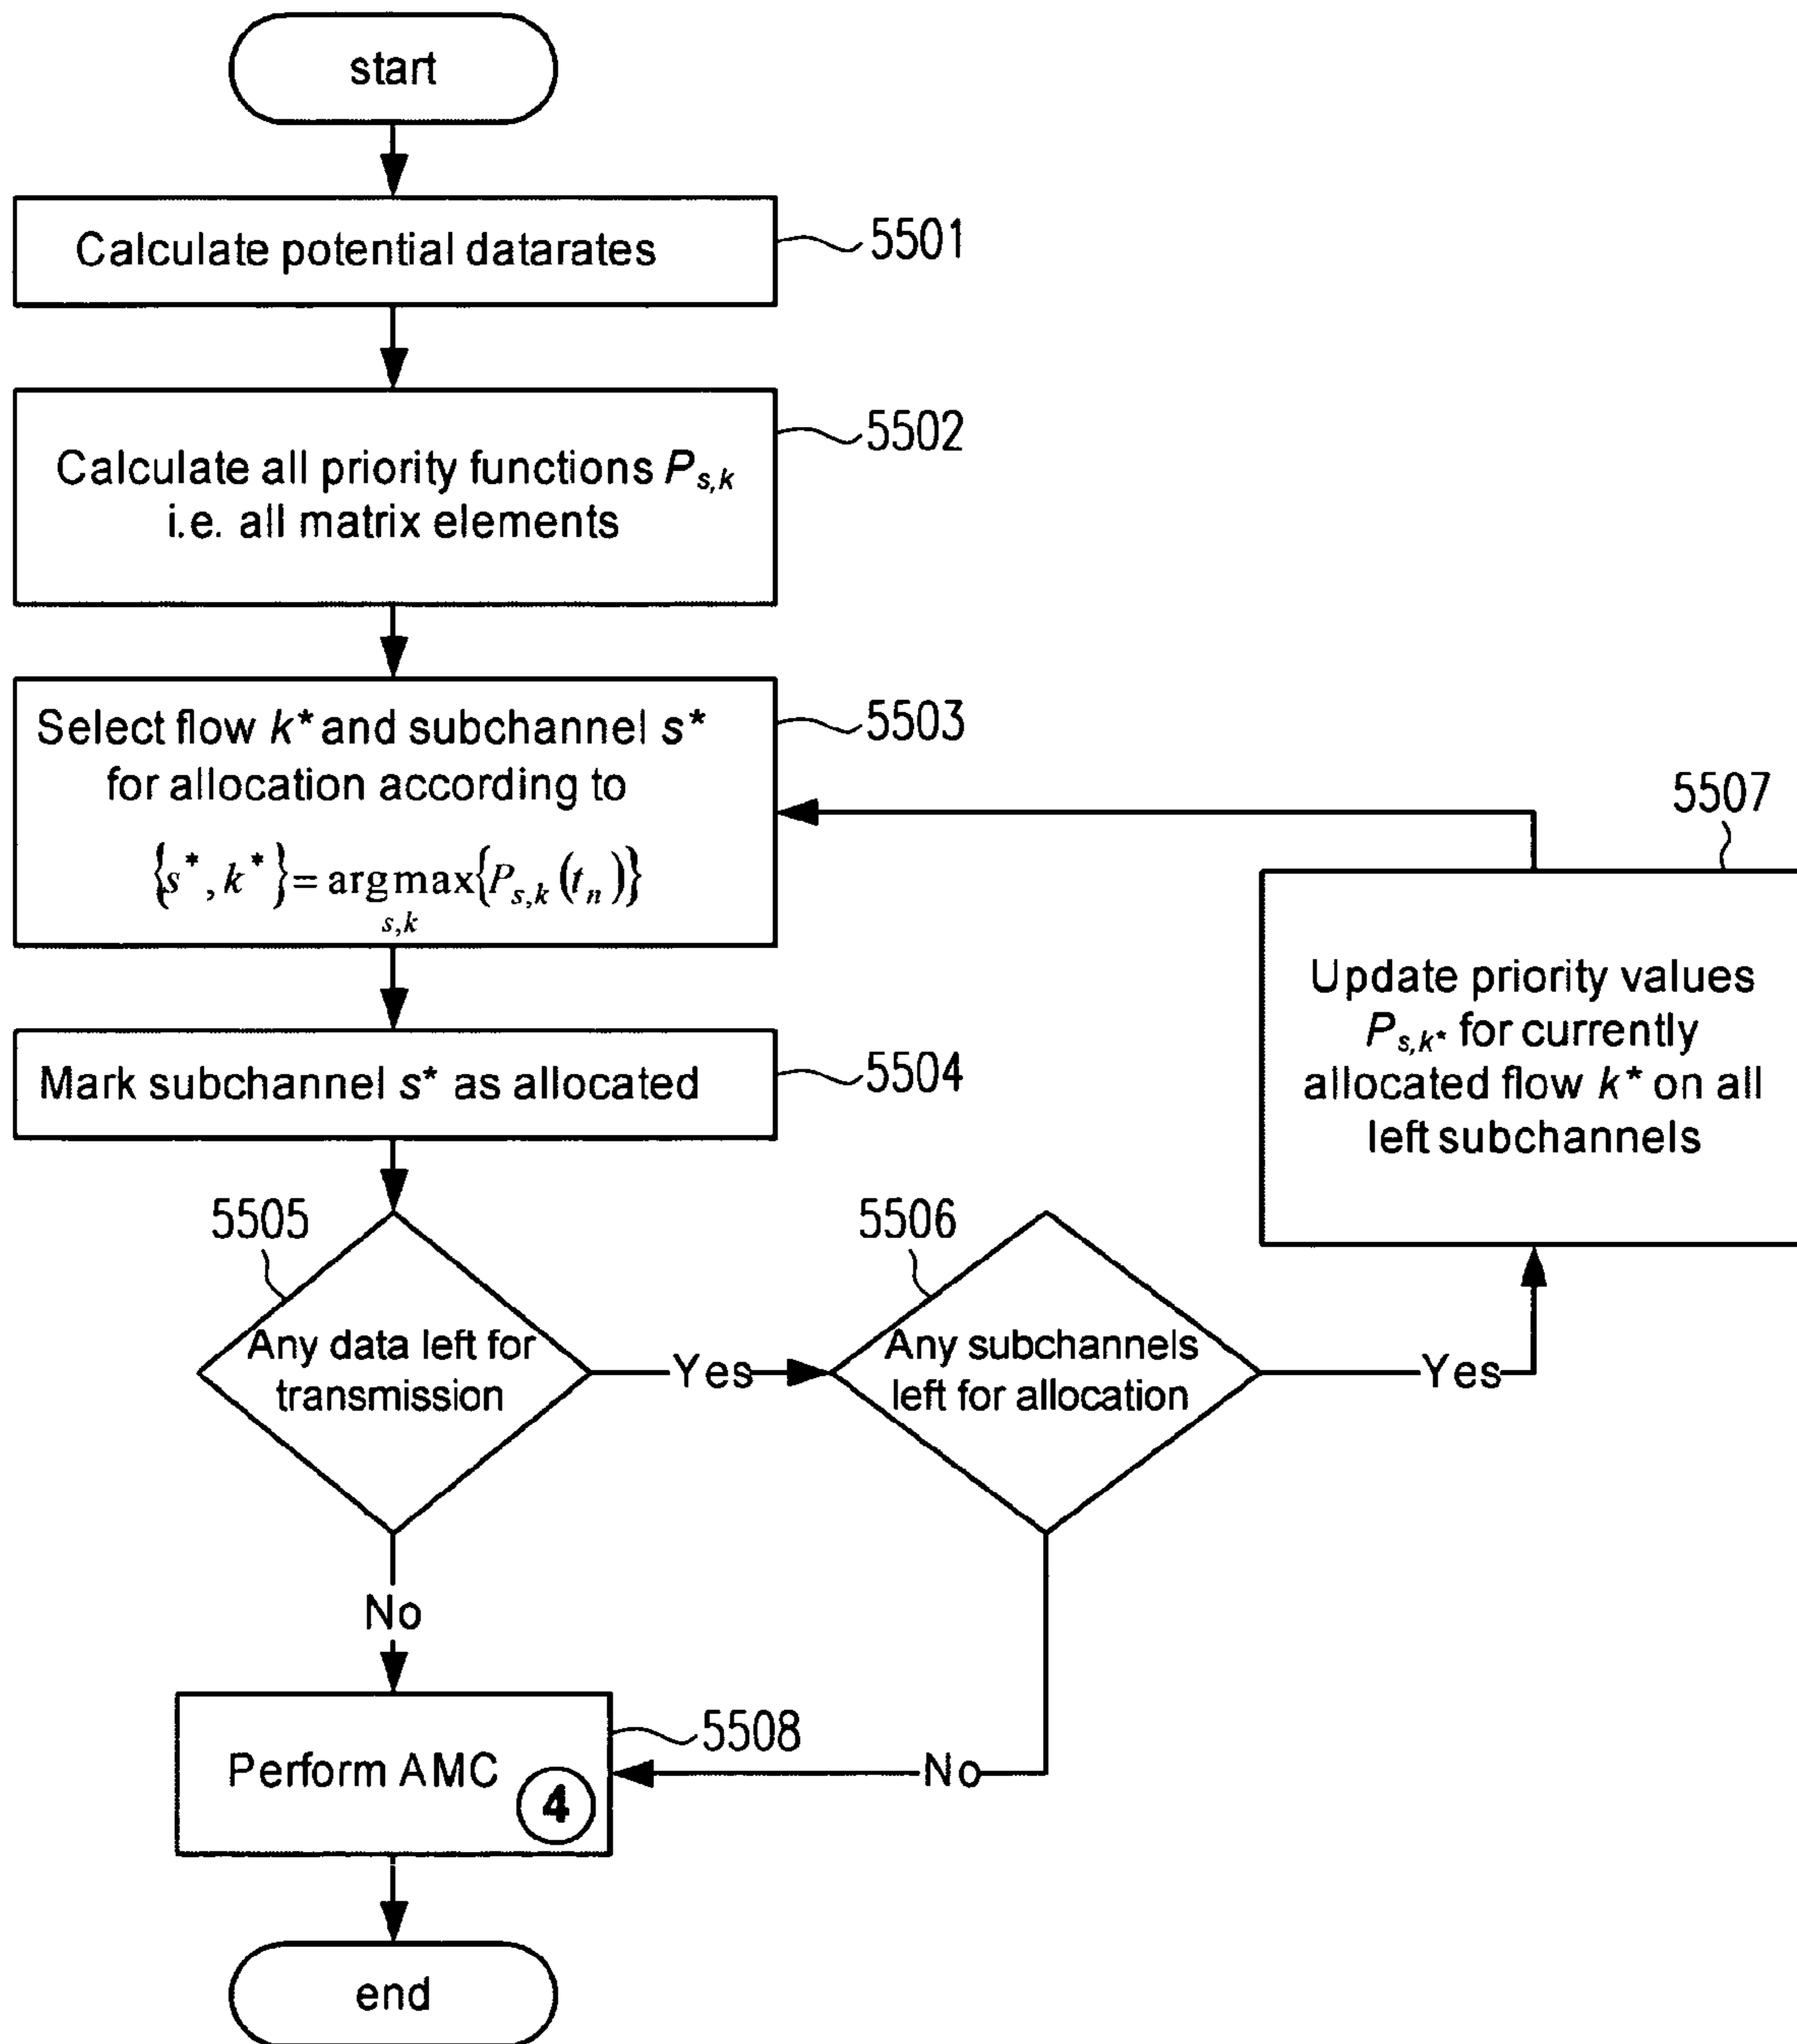 start
Calculate potential datarates
5501
Calculate all priority functions P_{s,k}
i.e. all matrix elements
5502
Select flow k* and subchannel s*
for allocation according to
{s*, k*} = argmax{P_{s,k}(t_n)}
s,k
5503
Mark subchannel s* as allocated
5504
5505
Any data left for
transmission
Yes
5506
Any subchannels
left for allocation
Yes
5507
Update priority values
P_{s,k*} for currently
allocated flow k* on all
left subchannels
No
Perform AMC
4
5508
No
end